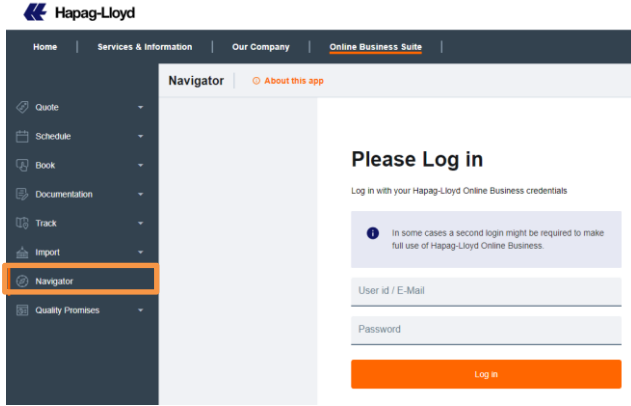 Hapag-Lloyd
Home Services & Information Our Company Online Business Suite
Navigator About this app
Quote
Schedule
Book
Documentation
Track
Import
Navigator
Quality Promises
Please Log in
Log in with your Hapag-Lloyd Online Business credentials
In some cases a second login might be required to make
full use of Hapag-Lloyd Online Business.
User id / E-Mail
Password
Log in